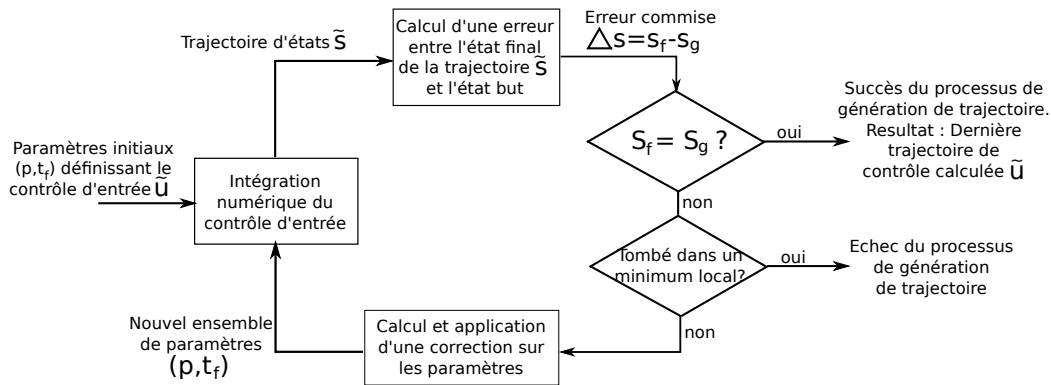 Trajectoire d'états s̃
Calcul d'une erreur
entre l'état final
de la trajectoire s̃
et l'état but
Erreur commise
△s=s_f-s_g
S_f = S_g ?
oui
Succès du processus de
génération de trajectoire.
Resultat : Dernière
trajectoire de
contrôle calculée ũ
non
Paramètres initiaux
(p,t_f) définissant le
contrôle d'entrée ũ
Intégration
numérique du
contrôle d'entrée
Tombé dans un
minimum local?
oui
Echec du processus
de génération
de trajectoire
non
Calcul et application
d'une correction sur
les paramètres
Nouvel ensemble
de paramètres
(p,t_f)